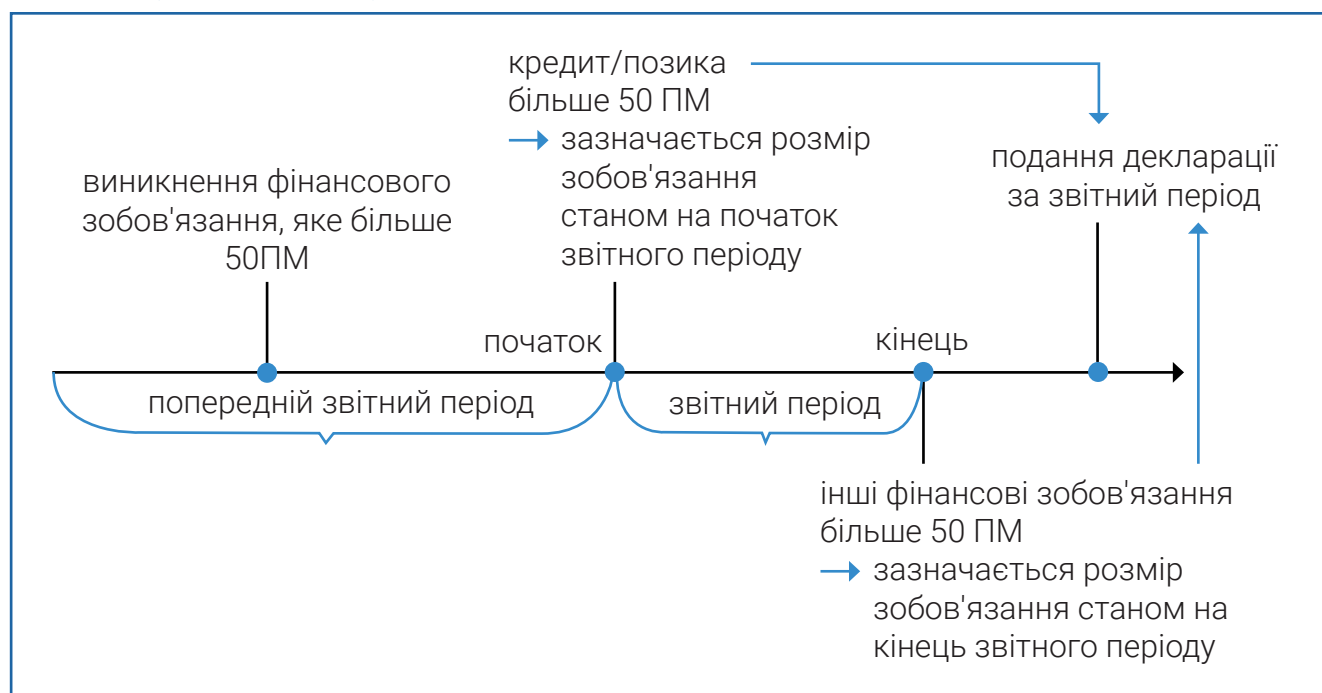 кредит/позика
більше 50 ПМ
зазначається розмір
зобов'язання
станом на початок
звітного періоду
виникнення фінансового
зобов'язання, яке більше
50ПМ
подання декларації
за звітний період
початок
кінець
попередній звітний період
звітний період
інші фінансові зобов'язання
більше 50 ПМ
зазначається розмір
зобов'язання станом на
кінець звітного періоду